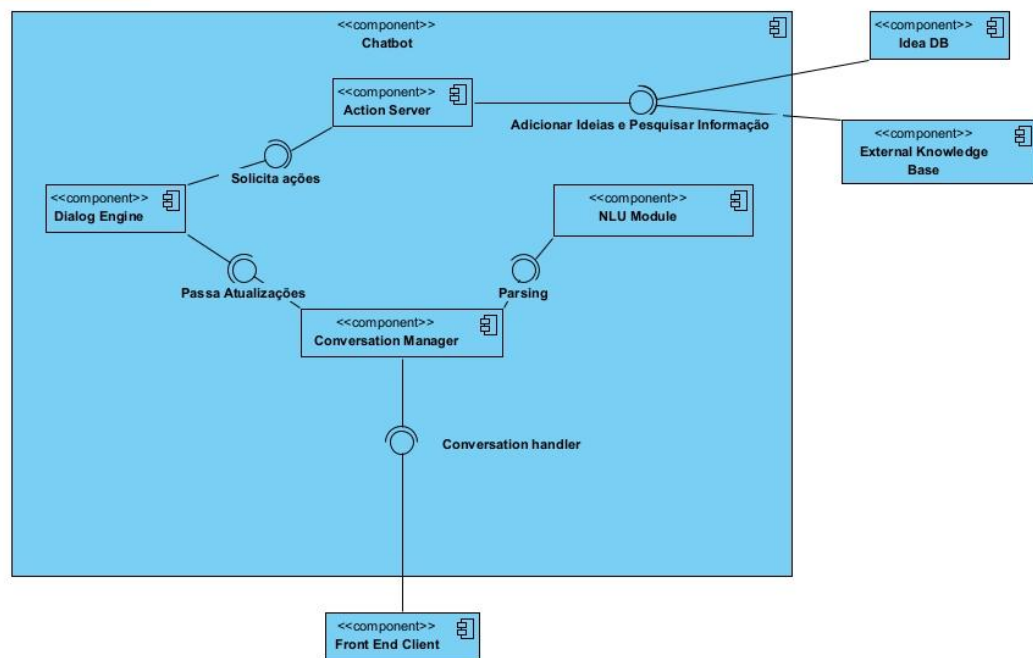 <<component>>
Chatbot
<<component>>
Idea DB
<<component>>
Action Server
Adicionar Ideias e Pesquisar Informação
<<component>>
External Knowledge
Base
Solicita ações
<<component>>
Dialog Engine
<<component>>
NLU Module
Passa Atualizações
Parsing
<<component>>
Conversation Manager
Conversation handler
<<component>>
Front End Client